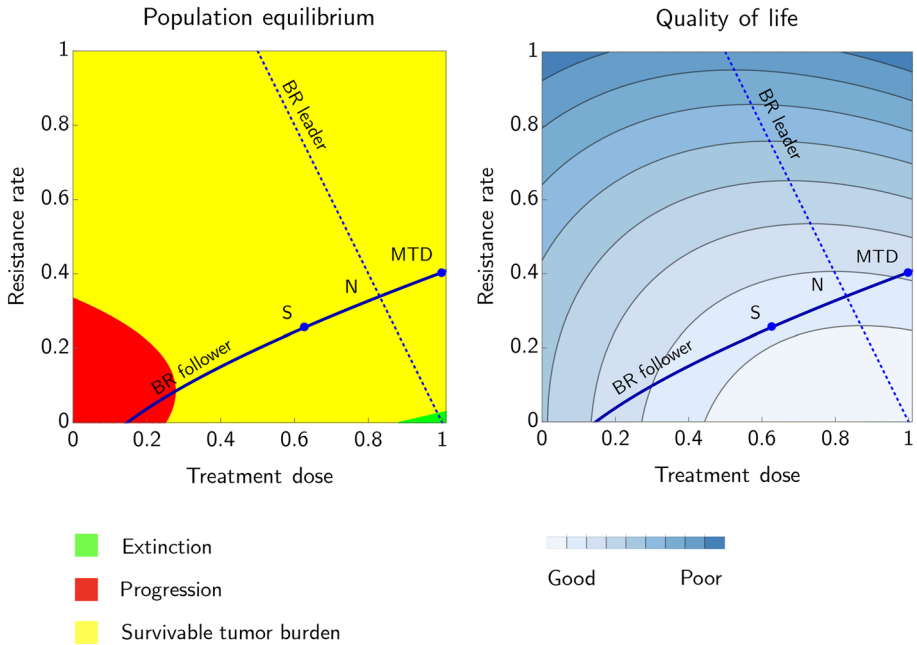 Population equilibrium
1
0.8
0.6
0.4
0.2
0
Resistance rate
BR leader
MTD
N
S
BR follower
0
0.2
0.4
0.6
0.8
1
Treatment dose
Quality of life
1
0.8
0.6
0.4
0.2
0
Resistance rate
BR leader
MTD
N
S
BR follower
0
0.2
0.4
0.6
0.8
1
Treatment dose
Extinction
Progression
Survivable tumor burden
Good
Poor